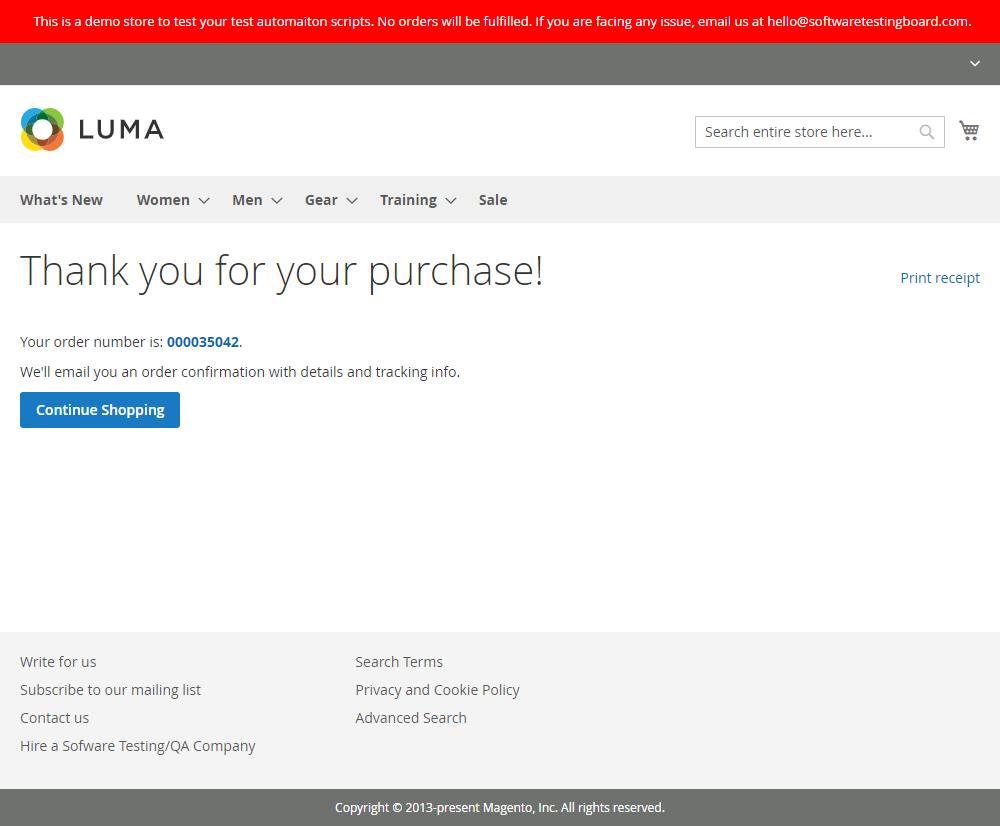 This is a demo store to test your test automaiton scripts. No orders will be fulfilled. If you are facing any issue, email us at hello@softwaretestingboard.com.
LUMA
Search entire store here...
What's New Women Men Gear Training Sale
Thank you for your purchase!
Print receipt
Your order number is: 000035042.
We'll email you an order confirmation with details and tracking info.
Continue Shopping
Write for us
Subscribe to our mailing list
Contact us
Hire a Sofware Testing/QA Company
Search Terms
Privacy and Cookie Policy
Advanced Search
Copyright © 2013-present Magento, Inc. All rights reserved.